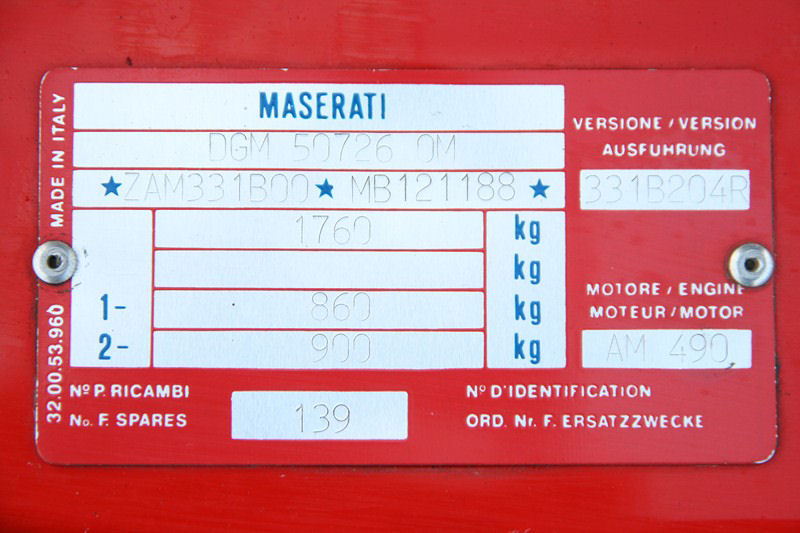 MASERATI
DGM 50726 OM
★ZAM331B00★ MB121188 ★
1760 kg
kg
1- 860 kg
2- 900 kg
MADE IN ITALY
32.00.53.960
VERSIONE / VERSION
AUSFUHRUNG
331B204R
MOTORE / ENGINE
MOTEUR / MOTOR
AM 490
Nº P. RICAMBI
No. F. SPARES
139
Nº D'IDENTIFICATION
ORD. Nr. F. ERSATZZWECKE